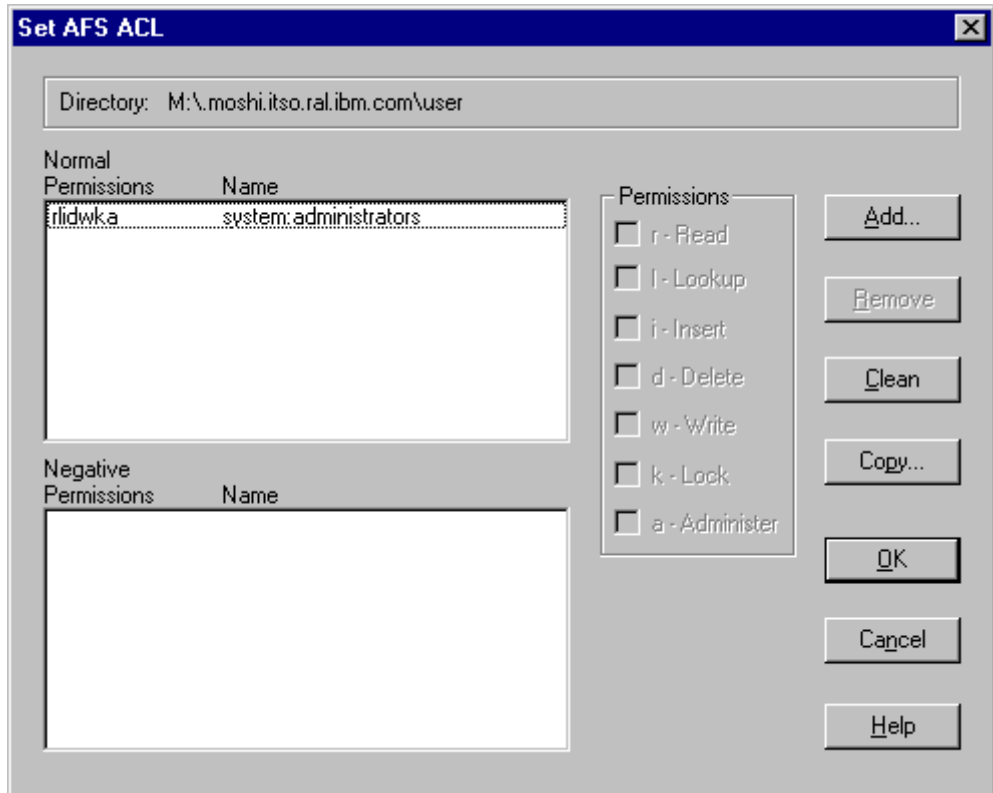 Set AFS ACL
Directory: M:\.moshi.itso.ral.ibm.com\user
Normal
Permissions Name
rlidwka system:administrators
Negative
Permissions Name
Permissions
r - Read
l - Lookup
i - Insert
d - Delete
w - Write
k - Lock
a - Administer
Add...
Remove
Clean
Copy...
OK
Cancel
Help